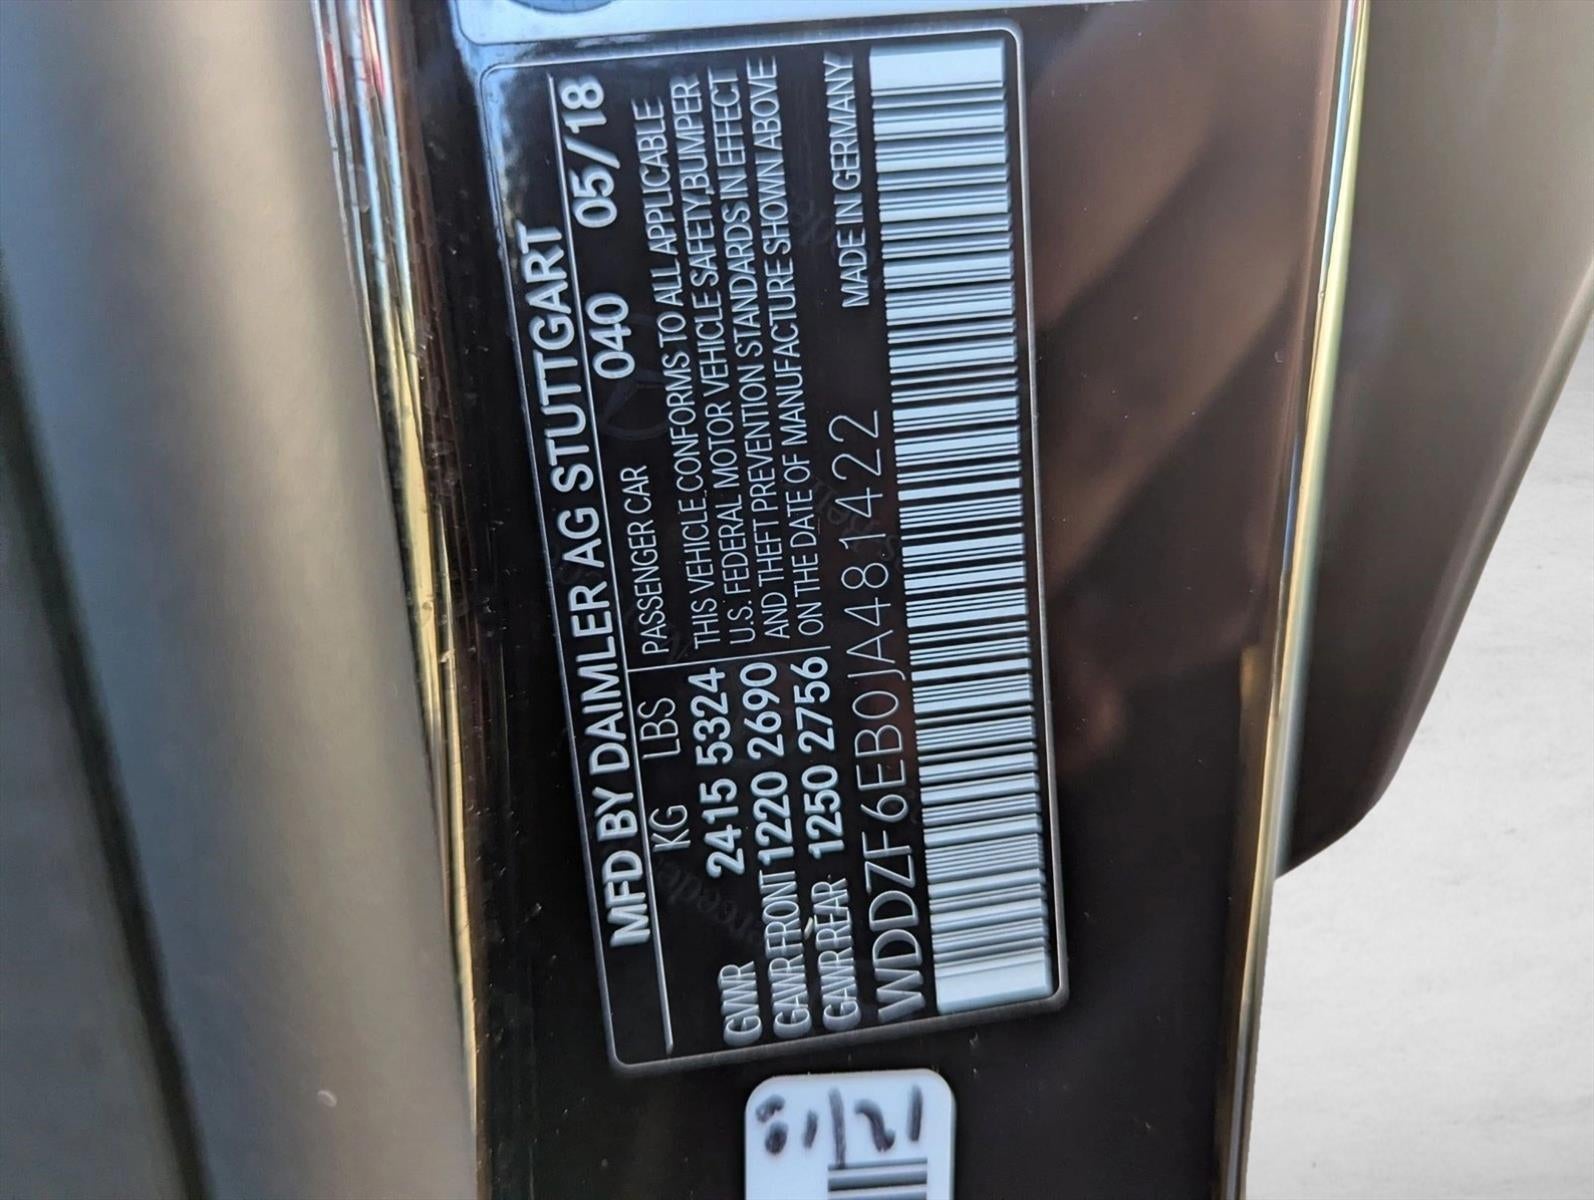 MFD BY DAIMLER AG STUTTGART
KG LBS 040 05/18
GVWR 2415 5324
GAWR FRONT 1220 2690
GAWR REAR 1250 2756
PASSENGER CAR
THIS VEHICLE CONFORMS TO ALL APPLICABLE
U.S. FEDERAL MOTOR VEHICLE SAFETY, BUMPER
AND THEFT PREVENTION STANDARDS IN EFFECT
ON THE DATE OF MANUFACTURE SHOWN ABOVE
MADE IN GERMANY
WDDZF6EB0JA481422